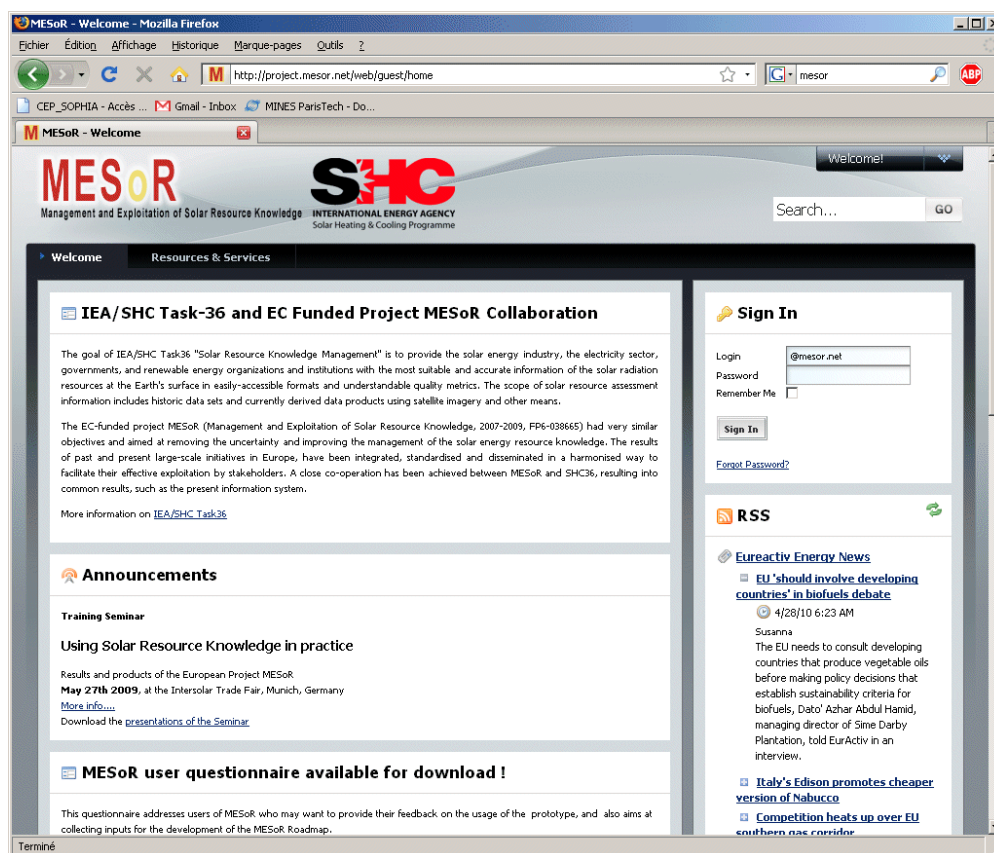 MESoR - Welcome - Mozilla Firefox
Fichier Édition Affichage Historique Marque-pages Outils ?
M http://project.mesor.net/web/guest/home G mesor ABP
CEP_SOPHIA - Accès ... Gmail - Inbox MINES ParisTech - Do...
M MESoR - Welcome
MESoR
Management and Exploitation of Solar Resource Knowledge
SHC
INTERNATIONAL ENERGY AGENCY
Solar Heating & Cooling Programme
Welcome!
Search... GO
Welcome Resources & Services
IEA/SHC Task-36 and EC Funded Project MESoR Collaboration
The goal of IEA/SHC Task36 "Solar Resource Knowledge Management" is to provide the solar energy industry, the electricity sector,
governments, and renewable energy organizations and institutions with the most suitable and accurate information of the solar radiation
resources at the Earth's surface in easily-accessible formats and understandable quality metrics. The scope of solar resource assessment
information includes historic data sets and currently derived data products using satellite imagery and other means.
The EC-funded project MESoR (Management and Exploitation of Solar Resource Knowledge, 2007-2009, FP6-038665) had very similar
objectives and aimed at removing the uncertainty and improving the management of the solar energy resource knowledge. The results
of past and present large-scale initiatives in Europe, have been integrated, standardised and disseminated in a harmonised way to
facilitate their effective exploitation by stakeholders. A close co-operation has been achieved between MESoR and SHC36, resulting into
common results, such as the present information system.
More information on IEA/SHC Task36
Announcements
Training Seminar
Using Solar Resource Knowledge in practice
Results and products of the European Project MESoR
May 27th 2009, at the Intersolar Trade Fair, Munich, Germany
More info....
Download the presentations of the Seminar
MESoR user questionnaire available for download !
This questionnaire addresses users of MESoR who may want to provide their feedback on the usage of the prototype, and also aims at
collecting inputs for the development of the MESoR Roadmap.
Sign In
Login @mesor.net
Password
Remember Me
Sign In
Forgot Password?
RSS
Eureactiv Energy News
EU 'should involve developing
countries' in biofuels debate
4/28/10 6:23 AM
Susanna
The EU needs to consult developing
countries that produce vegetable oils
before making policy decisions that
establish sustainability criteria for
biofuels, Dato' Azhar Abdul Hamid,
managing director of Sime Darby
Plantation, told EurActiv in an
interview.
Italy's Edison promotes cheaper
version of Nabucco
Competition heats up over EU
southern gas corridor
Terminé